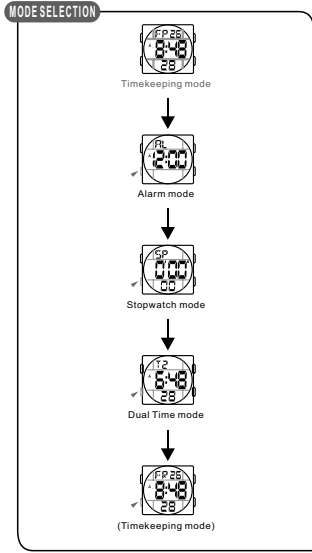 MODE SELECTION
FR 26
A 8:48
28
Timekeeping mode
AL
A 12:00
Alarm mode
SP
0'00"
00
Stopwatch mode
T2
A 6:48
28
Dual Time mode
FR 26
A 8:48
28
(Timekeeping mode)